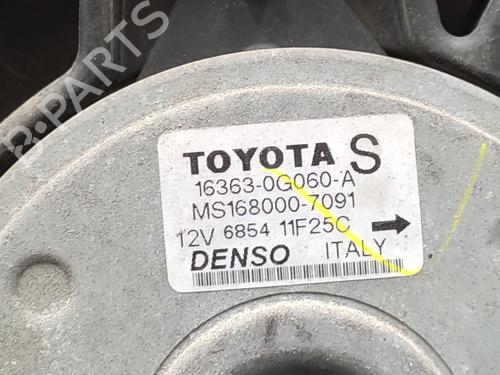 TOYOTA S
16363-0G060-A
MS168000-7091
12V 6854 11F25C
DENSO ITALY
B-PARTS